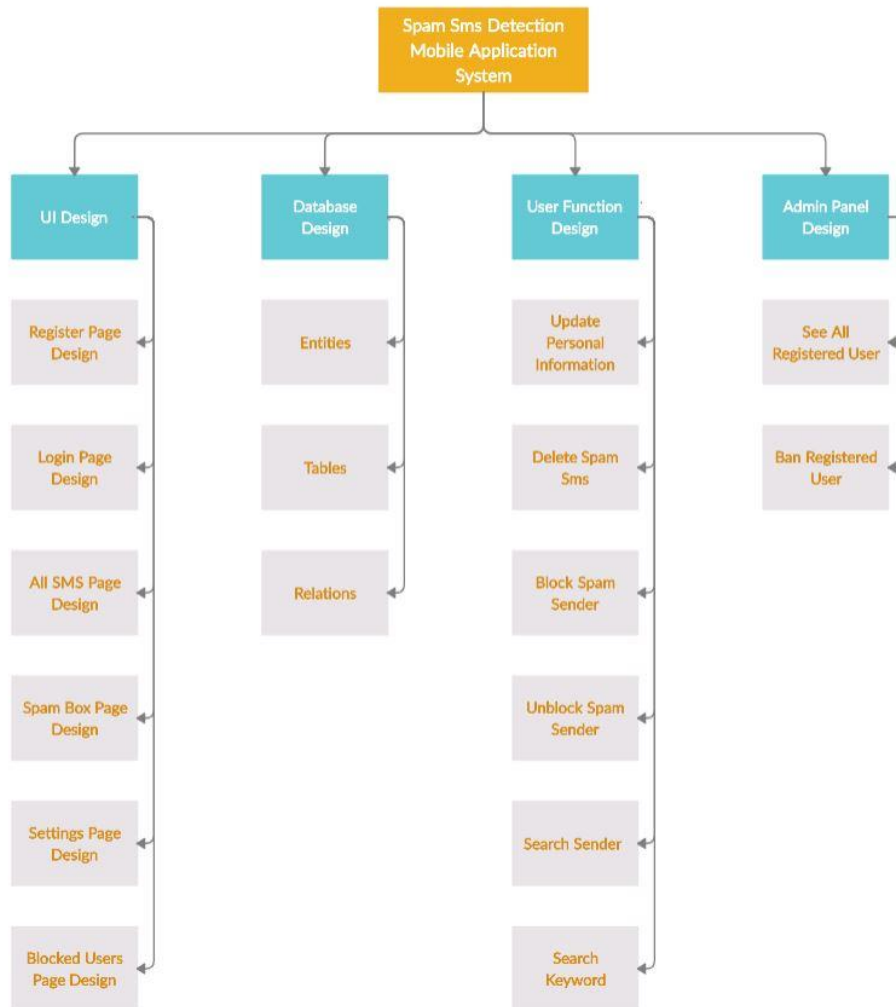 Spam Sms Detection
Mobile Application
System
UI Design
Database
Design
User Function
Design
Admin Panel
Design
Register Page
Design
Entities
Update
Personal
Information
See All
Registered User
Login Page
Design
Tables
Delete Spam
Sms
Ban Registered
User
All SMS Page
Design
Relations
Block Spam
Sender
Spam Box Page
Design
Unblock Spam
Sender
Settings Page
Design
Search Sender
Blocked Users
Page Design
Search
Keyword